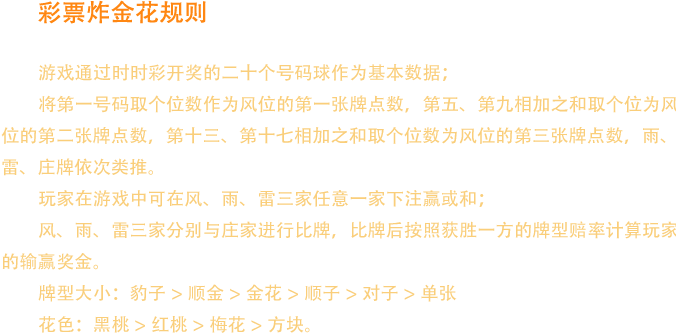 彩票炸金花规则
游戏通过时时彩开奖的二十个号码球作为基本数据；
将第一号码取个位数作为风位的第一张牌点数，第五、第九相加之和取个位为风
位的第二张牌点数，第十三、第十七相加之和取个位数为风位的第三张牌点数，雨、
雷、庄牌依次类推。
玩家在游戏中可在风、雨、雷三家任意一家下注赢或和；
风、雨、雷三家分别与庄家进行比牌，比牌后按照获胜一方的牌型赔率计算玩家
的输赢奖金。
牌型大小：豹子 > 顺金 > 金花 > 顺子 > 对子 > 单张
花色：黑桃 > 红桃 > 梅花 > 方块。